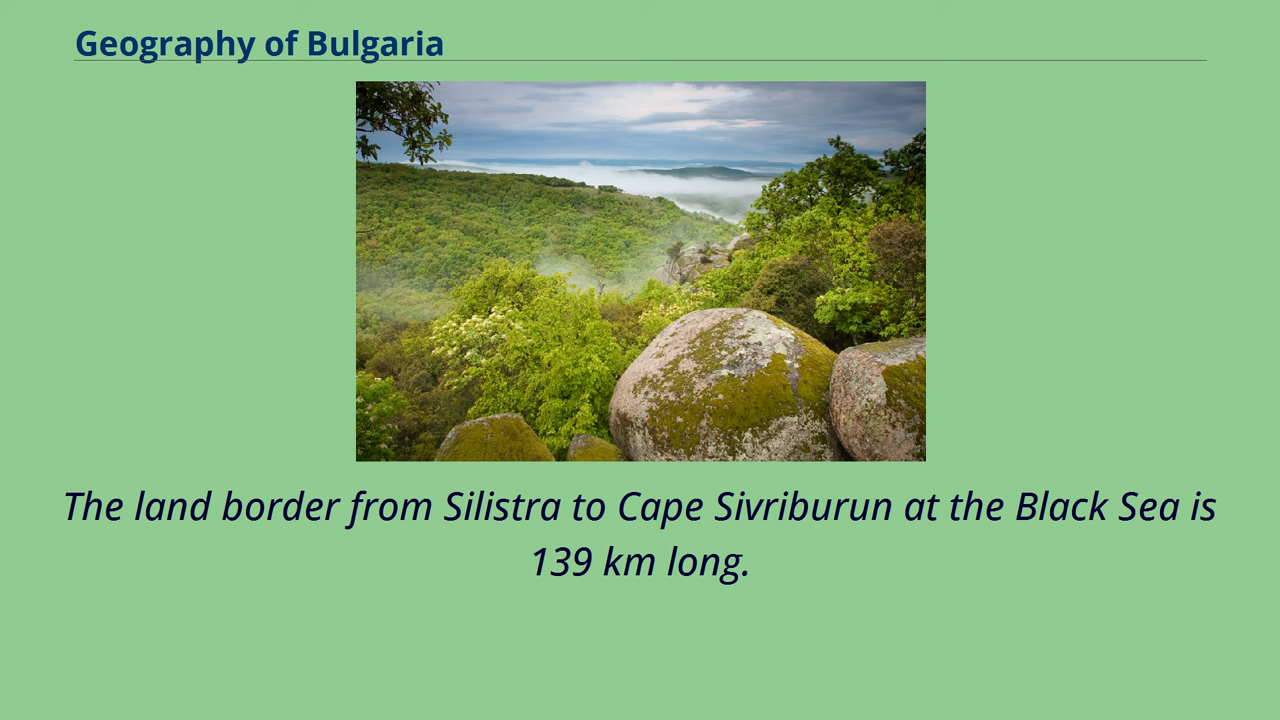 Geography of Bulgaria
The land border from Silistra to Cape Sivriburun at the Black Sea is
139 km long.